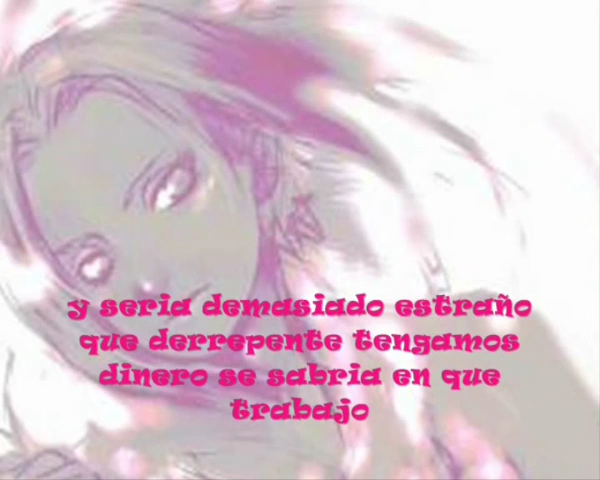 y seria demasiado estraño
que derrepente tengamos
dinero se sabria en que
trabajo